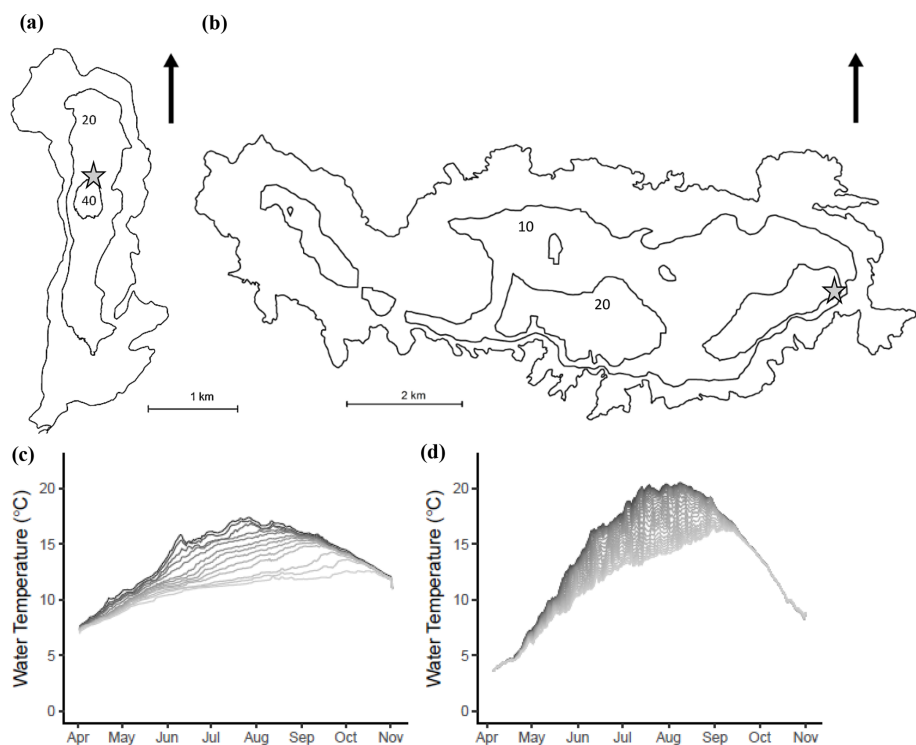 (a)
(b)
20
40
10
20
1 km
2 km
(c)
(d)
Water Temperature (°C)
20
15
10
5
0
Apr May Jun Jul Aug Sep Oct Nov
Water Temperature (°C)
20
15
10
5
0
Apr May Jun Jul Aug Sep Oct Nov